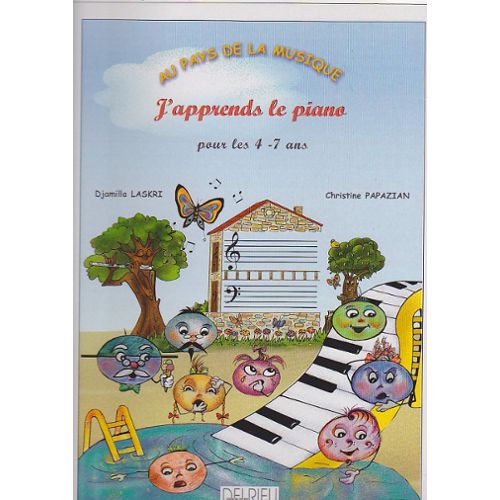 AU PAYS DE LA MUSIQUE
J'apprends le piano
pour les 4 -7 ans
Djamilla LASKRI
Christine PAPAZIAN
DELRIEU